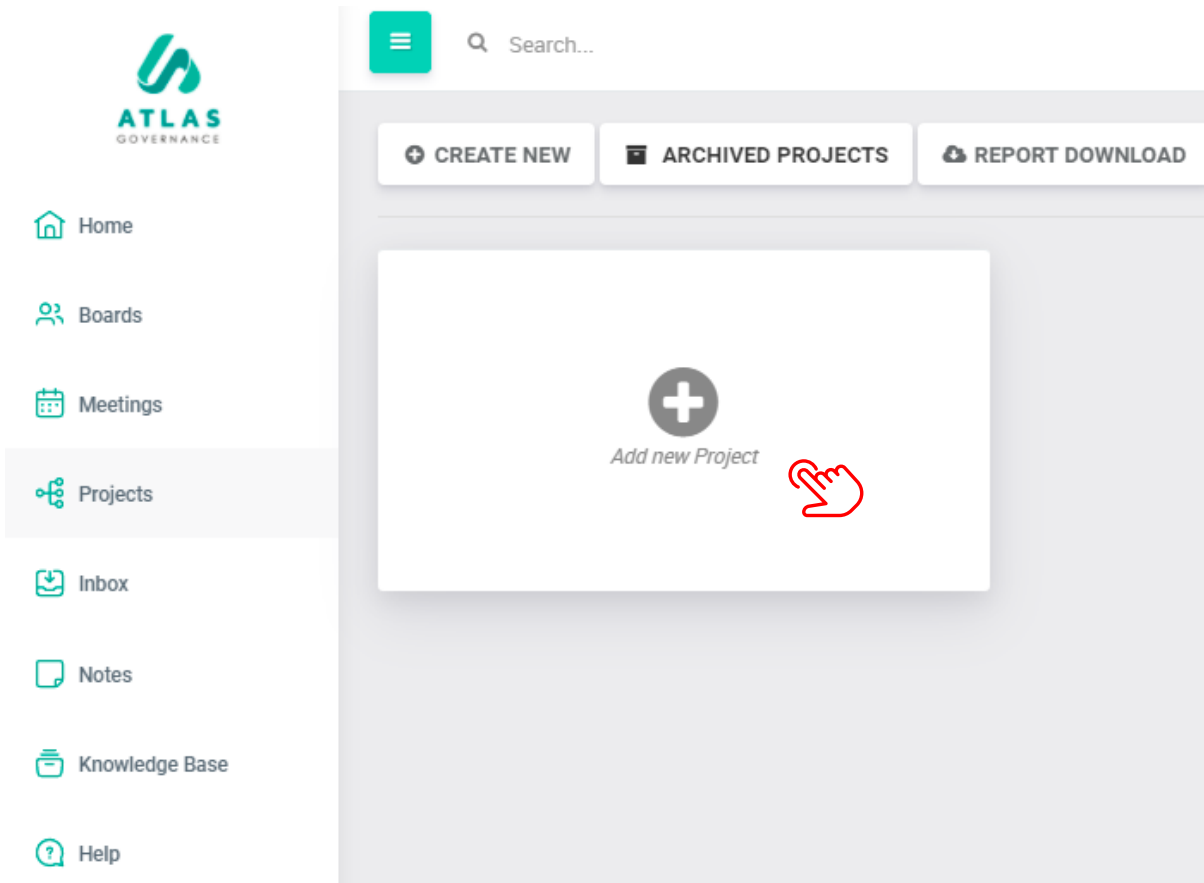 ATLAS
GOVERNANCE
Search...
CREATE NEW
ARCHIVED PROJECTS
REPORT DOWNLOAD
Home
Boards
Meetings
Projects
Inbox
Notes
Knowledge Base
Help
Add new Project